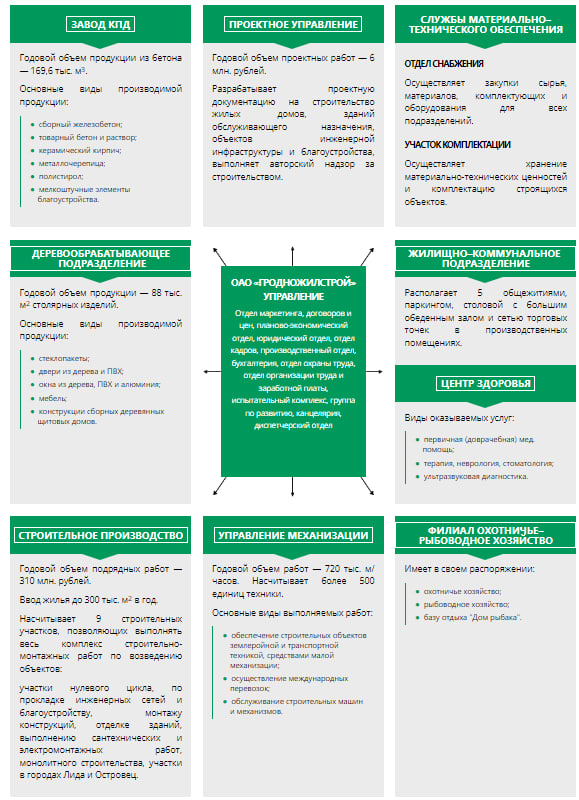 ЗАВОД КПД
Годовой объем продукции из бетона
— 169,6 тыс. м³.
Основные виды производимой
продукции:
сборный железобетон;
товарный бетон и раствор;
керамический кирпич;
металлочерепица;
полистирол;
мелкоштучные элементы
благоустройства.
ПРОЕКТНОЕ УПРАВЛЕНИЕ
Годовой объем проектных работ — 6
млн. рублей.
Разрабатывает проектную
документацию на строительство
жилых домов, зданий
обслуживающего назначения,
объектов инженерной
инфраструктуры и благоустройства,
выполняет авторский надзор за
строительством.
СЛУЖБЫ МАТЕРИАЛЬНО–
ТЕХНИЧЕСКОГО ОБЕСПЕЧЕНИЯ
ОТДЕЛ СНАБЖЕНИЯ
Осуществляет закупки сырья,
материалов, комплектующих и
оборудования для всех
подразделений.
УЧАСТОК КОМПЛЕКТАЦИИ
Осуществляет хранение
материально-технических ценностей
и комплектацию строящихся
объектов.
ДЕРЕВООБРАБАТЫВАЮЩЕЕ
ПОДРАЗДЕЛЕНИЕ
Годовой объем продукции — 88 тыс.
м² столярных изделий.
Основные виды производимой
продукции:
стеклопакеты;
двери из дерева и ПВХ;
окна из дерева, ПВХ и алюминия;
мебель;
конструкции сборных деревянных
щитовых домов.
ОАО «ГРОДНОЖИЛСТРОЙ»
УПРАВЛЕНИЕ
Отдел маркетинга, договоров и
цен, планово-экономический
отдел, юридический отдел, отдел
кадров, производственный отдел,
бухгалтерия, отдел охраны труда,
отдел организации труда и
заработной платы,
испытательный комплекс, группа
по развитию, канцелярия,
диспетчерский отдел
ЖИЛИЩНО–КОММУНАЛЬНОЕ
ПОДРАЗДЕЛЕНИЕ
Располагает 5 общежитиями,
паркингом, столовой с большим
обеденным залом и сетью торговых
точек в производственных
помещениях.
ЦЕНТР ЗДОРОВЬЯ
Виды оказываемых услуг:
первичная (доврачебная) мед.
помощь;
терапия, неврология, стоматология;
ультразвуковая диагностика.
СТРОИТЕЛЬНОЕ ПРОИЗВОДСТВО
Годовой объем подрядных работ —
310 млн. рублей.
Ввод жилья до 300 тыс. м² в год.
Насчитывает 9 строительных
участков, позволяющих выполнять
весь комплекс строительно-
монтажных работ по возведению
объектов:
участки нулевого цикла, по
прокладке инженерных сетей и
благоустройству, монтажу
конструкций, отделке зданий,
выполнению сантехнических и
электромонтажных работ,
монолитного строительства, участки
в городах Лида и Островец.
УПРАВЛЕНИЕ МЕХАНИЗАЦИИ
Годовой объем работ — 720 тыс. м/
часов. Насчитывает более 500
единиц техники.
Основные виды выполняемых работ:
обеспечение строительных объектов
землеройной и транспортной
техникой, средствами малой
механизации;
осуществление международных
перевозок;
обслуживание строительных машин
и механизмов.
ФИЛИАЛ ОХОТНИЧЬЕ–
РЫБОВОДНОЕ ХОЗЯЙСТВО
Имеет в своем распоряжении:
охотничье хозяйство;
рыбоводное хозяйство;
базу отдыха "Дом рыбака".